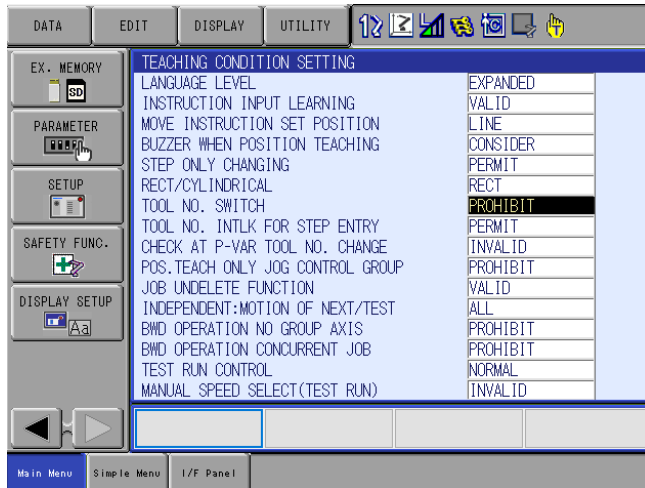 DATA EDIT DISPLAY UTILITY
EX. MEMORY
SD
PARAMETER
SETUP
SAFETY FUNC.
DISPLAY SETUP
Aa
TEACHING CONDITION SETTING
LANGUAGE LEVEL EXPANDED
INSTRUCTION INPUT LEARNING VALID
MOVE INSTRUCTION SET POSITION LINE
BUZZER WHEN POSITION TEACHING CONSIDER
STEP ONLY CHANGING PERMIT
RECT/CYLINDRICAL RECT
TOOL NO. SWITCH PROHIBIT
TOOL NO. INTLK FOR STEP ENTRY PERMIT
CHECK AT P-VAR TOOL NO. CHANGE INVALID
POS.TEACH ONLY JOG CONTROL GROUP PROHIBIT
JOB UNDELETE FUNCTION VALID
INDEPENDENT:MOTION OF NEXT/TEST ALL
BWD OPERATION NO GROUP AXIS PROHIBIT
BWD OPERATION CONCURRENT JOB PROHIBIT
TEST RUN CONTROL NORMAL
MANUAL SPEED SELECT(TEST RUN) INVALID
Main Menu Simple Menu I/F Panel